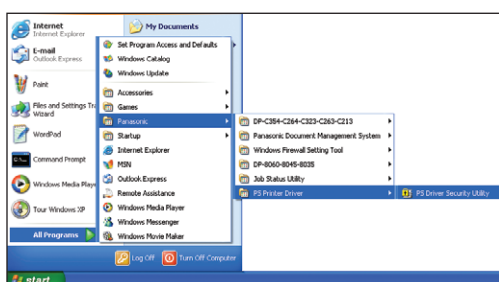 Internet
Internet Explorer
E-mail
Outlook Express
Paint
Files and Settings Tra
Wizard
WordPad
Command Prompt
Windows Media Playe
Tour Windows XP
All Programs
My Documents
Set Program Access and Defaults
Windows Catalog
Windows Update
Accessories
Games
Panasonic
Startup
Internet Explorer
MSN
Outlook Express
Remote Assistance
Windows Media Player
Windows Messenger
Windows Movie Maker
DP-C354-C264-C323-C263-C213
Panasonic Document Management System
Windows Firewall Setting Tool
DP-8060-8045-8035
Job Status Utility
PS Printer Driver
PS Driver Security Utility
Log Off
Turn Off Computer
start